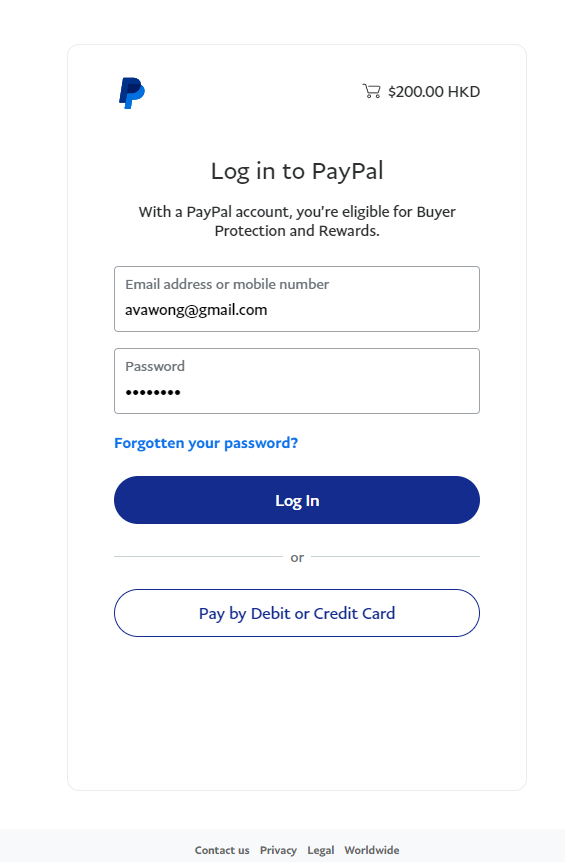 $200.00 HKD
Log in to PayPal
With a PayPal account, you're eligible for Buyer
Protection and Rewards.
Email address or mobile number
avawong@gmail.com
Password
••••••••
Forgotten your password?
Log In
or
Pay by Debit or Credit Card
Contact us Privacy Legal Worldwide